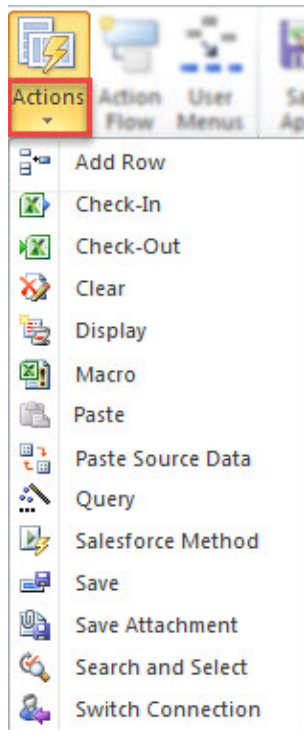 Actions Action User
Flow Menus
Add Row
Check-In
Check-Out
Clear
Display
Macro
Paste
Paste Source Data
Query
Salesforce Method
Save
Save Attachment
Search and Select
Switch Connection